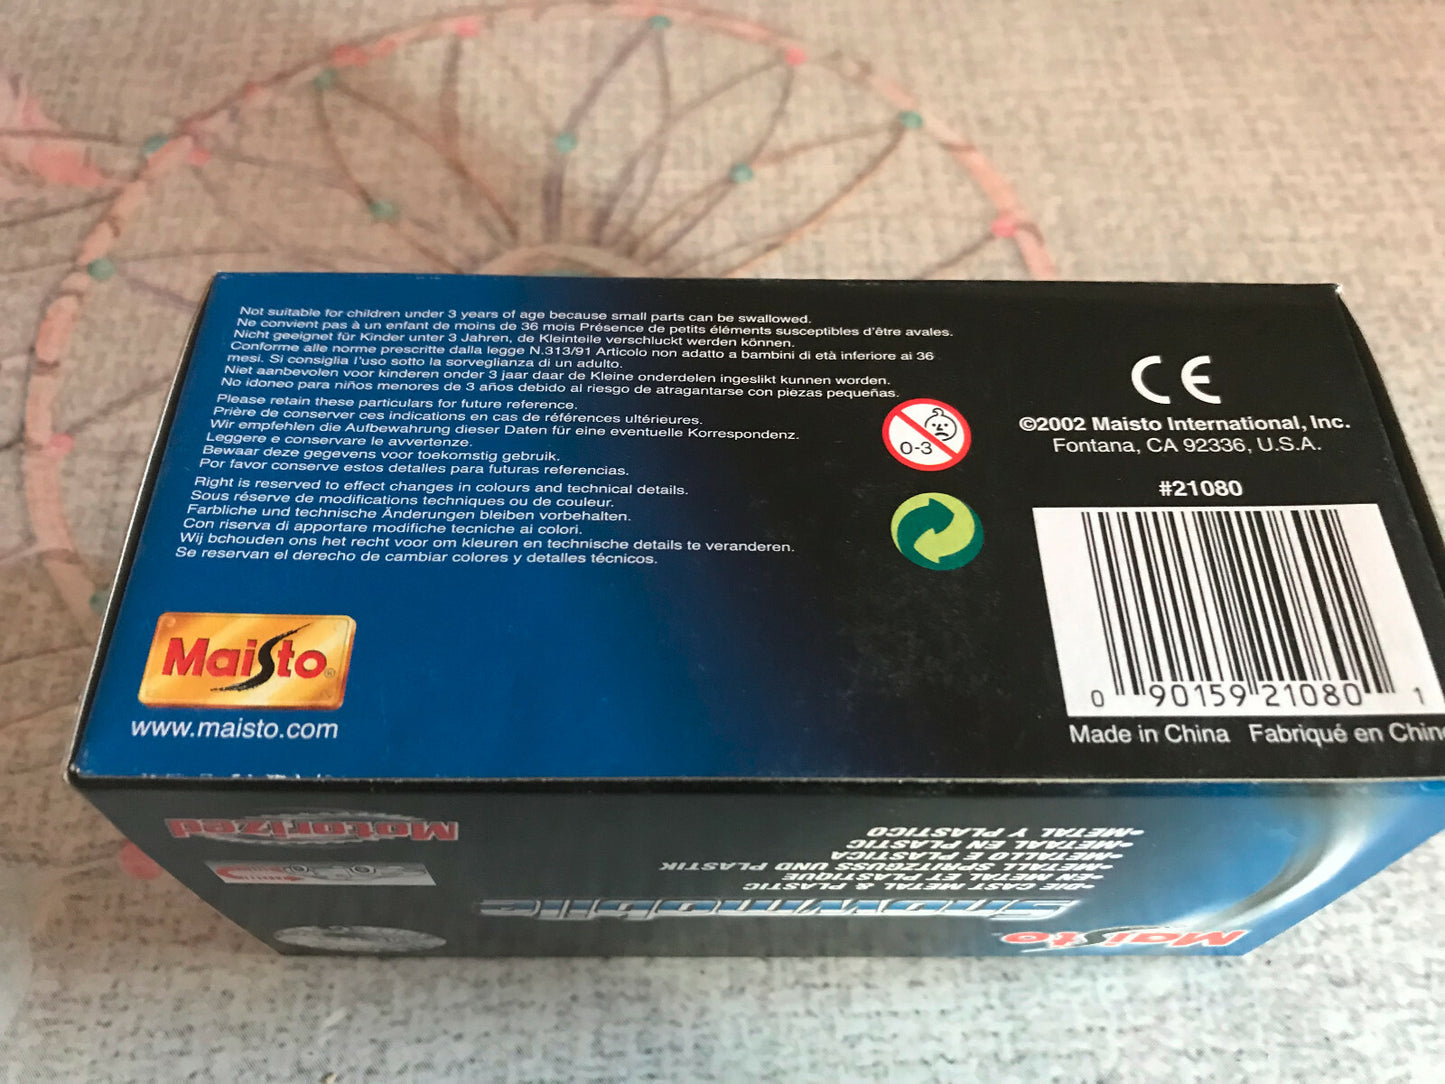 Not suitable for children under 3 years of age because small parts can be swallowed.
Ne convient pas à un enfant de moins de 36 mois Présence de petits éléments susceptibles d'être avales.
Nicht geeignet für Kinder unter 3 Jahren, de Kleinteile verschluckt werden können.
Conforme alle norme prescritte dalla legge N.313/91 Articolo non adatto a bambini di età inferiore ai 36
mesi. Si consiglia l'uso sotto la sorveglianza di un adulto.
Niet aanbevolen voor kinderen onder 3 jaar daar de Kleine onderdelen ingeslikt kunnen worden.
No idoneo para niños menores de 3 años debido al riesgo de atragantarse con piezas pequeñas.
Please retain these particulars for future reference.
Prière de conserver ces indications en cas de références ultérieures.
Wir empfehlen die Aufbewahrung dieser Daten für eine eventuelle Korrespondenz.
Leggere e conservare le avvertenze.
Bewaar deze gegevens voor toekomstig gebruik.
Por favor conserve estos detalles para futuras referencias.
Right is reserved to effect changes in colours and technical details.
Sous réserve de modifications techniques ou de couleur.
Farbliche und technische Änderungen bleiben vorbehalten.
Con riserva di apportare modifiche tecniche ai colori.
Wij bchouden ons het recht voor om kleuren en technische details te veranderen.
Se reservan el derecho de cambiar colores y detalles técnicos.
Maisto®
www.maisto.com
0-3
CE
©2002 Maisto International, Inc.
Fontana, CA 92336, U.S.A.
#21080
0 90159 21080 1
Made in China Fabriqué en Chine
Maisto
Snowmobile
•DIE CAST METAL & PLASTIC
•EN METAL ET PLASTIQUE
•METALL SPRITZGUSS UND PLASTIK
•METALLO E PLASTICA
•METAAL EN PLASTIC
•METAL Y PLASTICO
Motorized